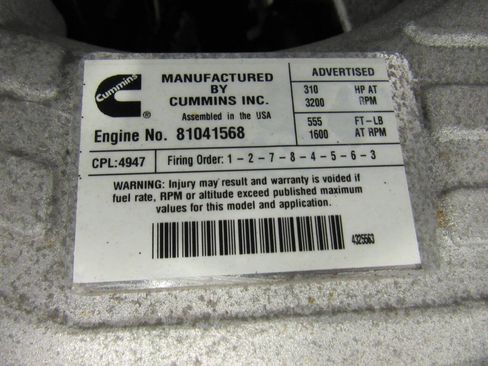 Cummins
®
MANUFACTURED
BY
CUMMINS INC.
Assembled in the USA
Engine No. 81041568
ADVERTISED
310 HP AT
3200 RPM
555 FT-LB
1600 AT RPM
CPL:4947 Firing Order: 1-2-7-8-4-5-6-3
WARNING: Injury may result and warranty is voided if
fuel rate, RPM or altitude exceed published maximum
values for this model and application.
4325563